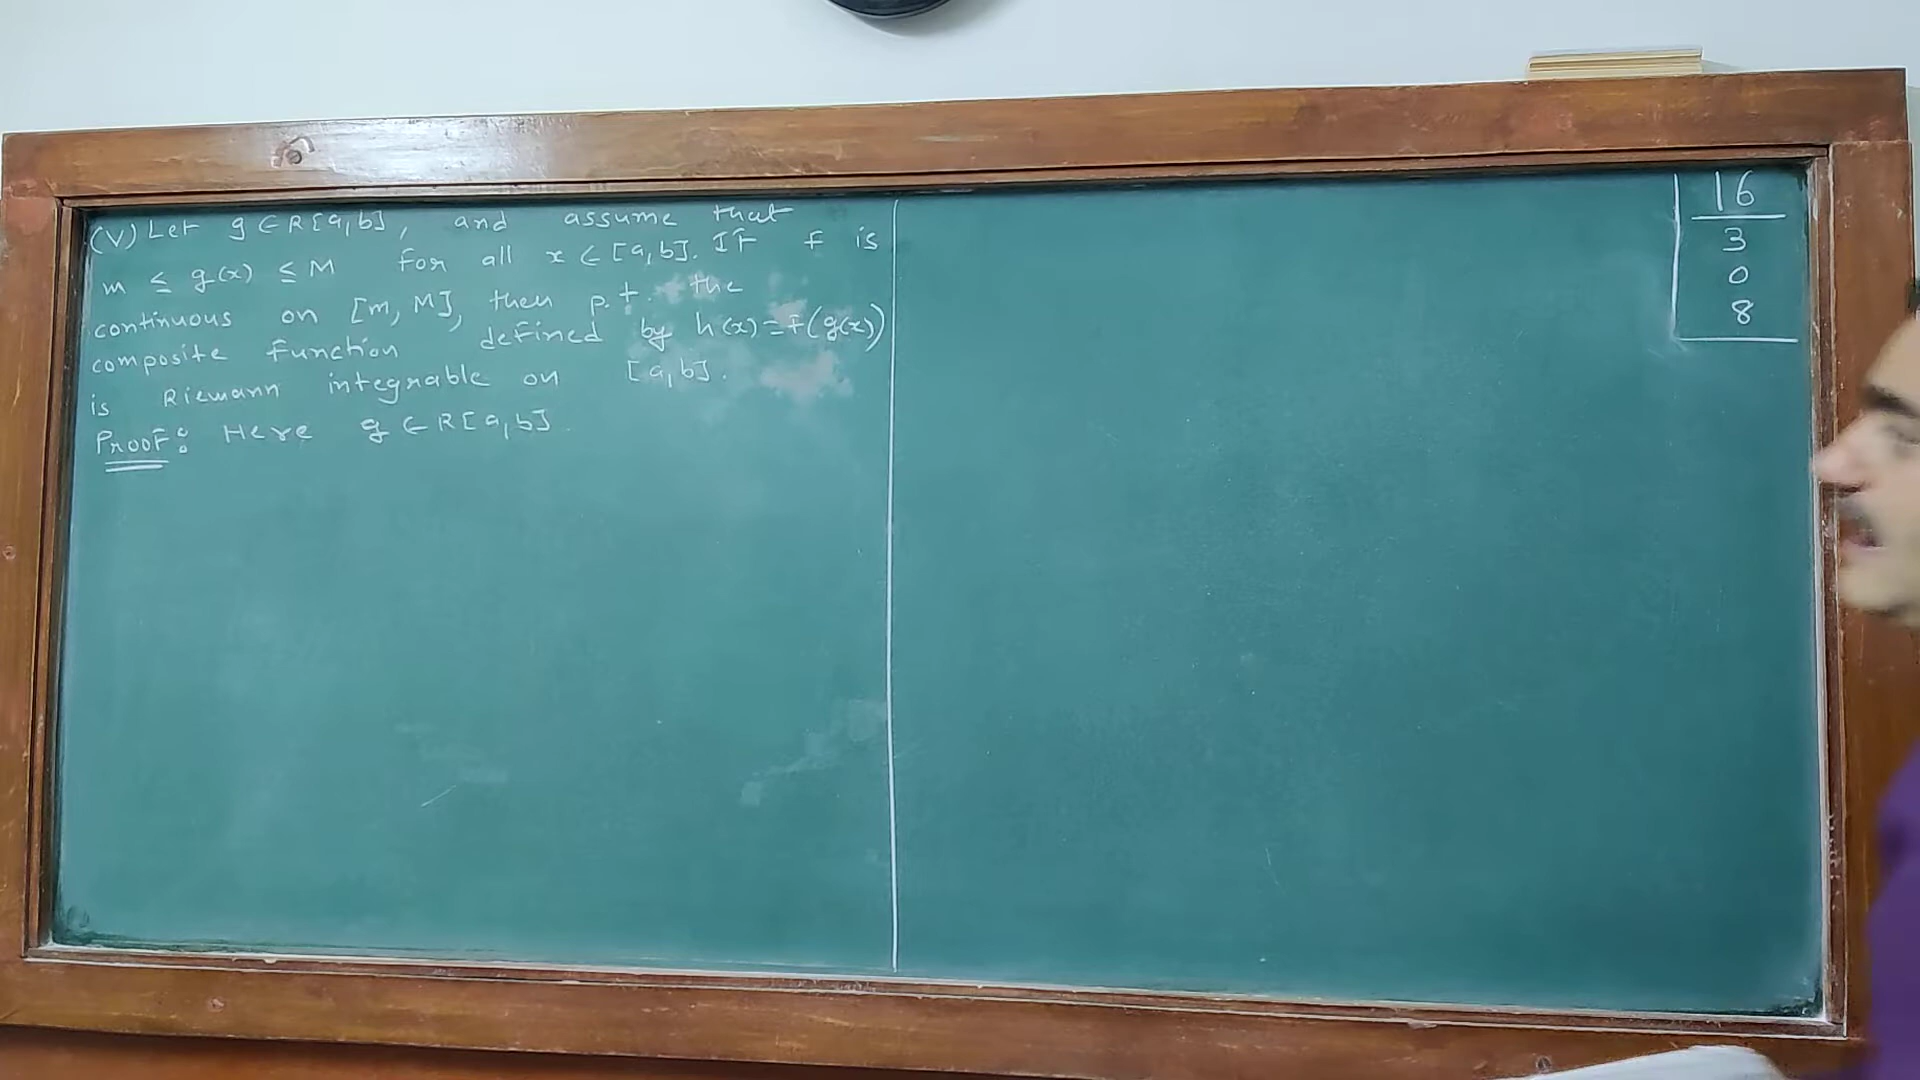 (V) Let g ∈ R[a,b], and assume that
m ≤ g(x) ≤ M for all x ∈ [a,b]. If f is
continuous on [m, M], then p.t. the
composite function defined by h(x) = f(g(x))
is Riemann integrable on [a,b].
Proof: Here g ∈ R[a,b]
16
3
0
8